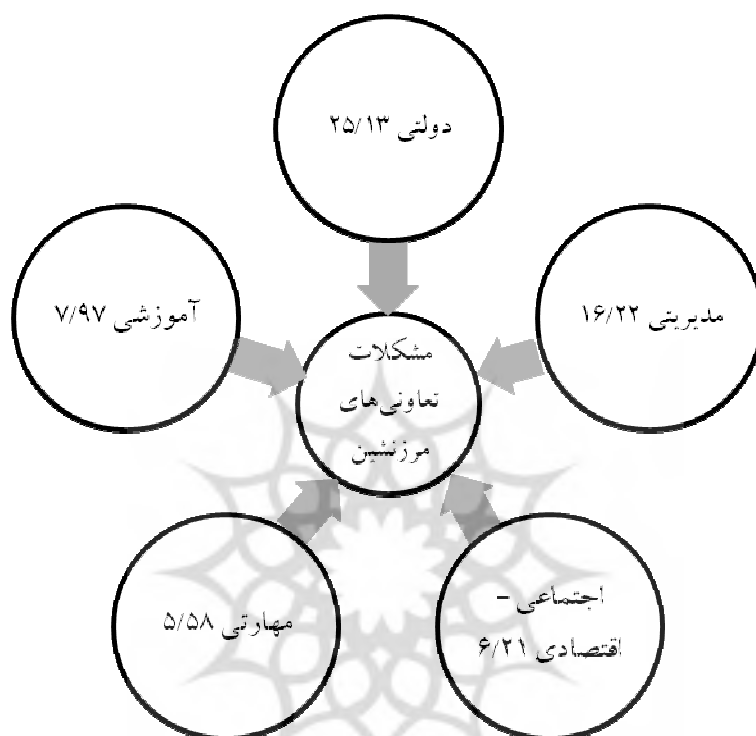 دولتی ۲۵/۱۳
مدیریتی ۱۶/۲۲
آموزشی ۷/۹۷
مشکلات
تعاونی‌های
مرزنشین
اجتماعی –
اقتصادی ۶/۲۱
مهارتی ۵/۵۸